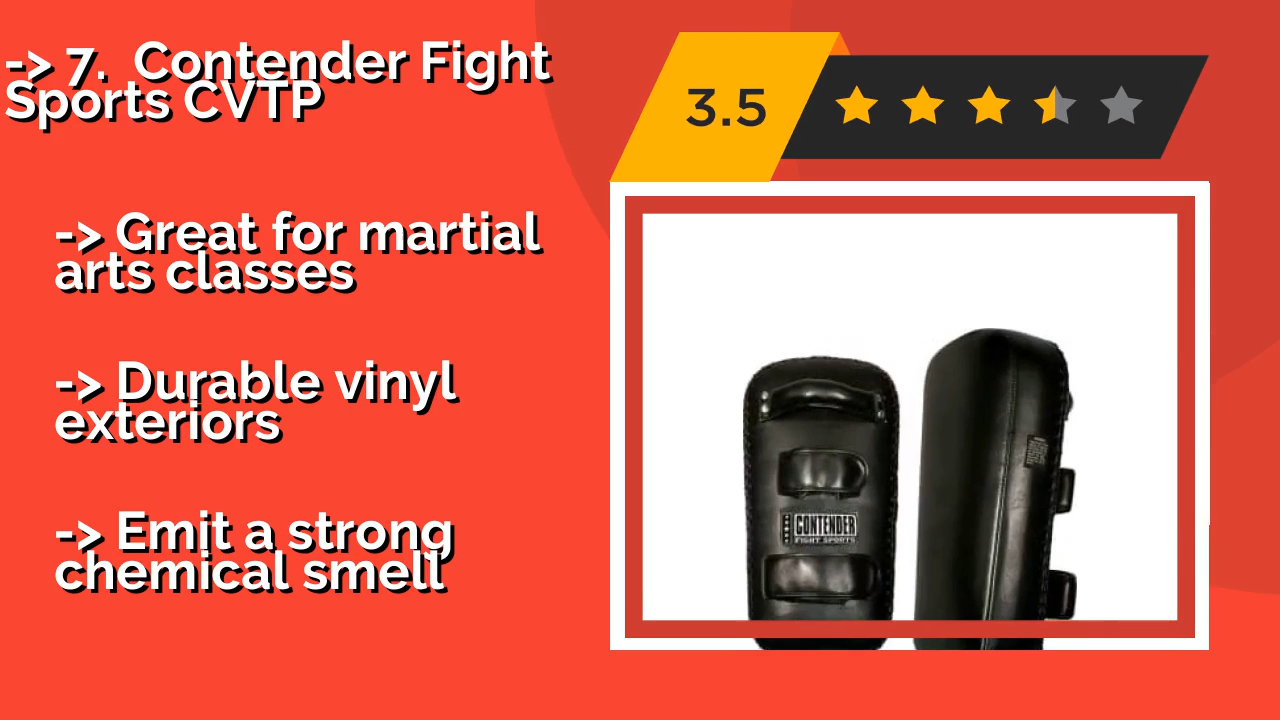 -> 7.  Contender Fight
Sports CVTP
3.5
-> Great for martial
arts classes
-> Durable vinyl
exteriors
-> Emit a strong
chemical smell
CONTENDER
FIGHT SPORTS